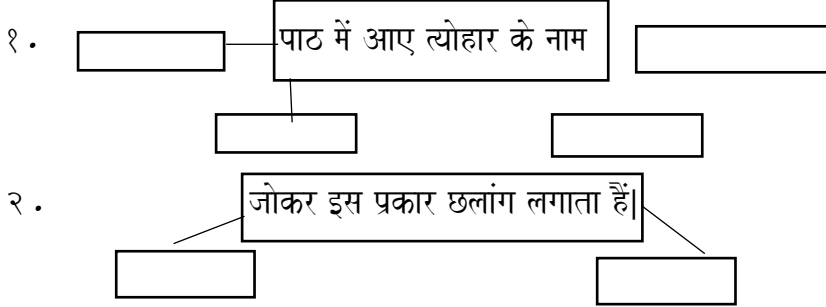 १. पाठ में आए त्योहार के नाम
२. जोकर इस प्रकार छलांग लगाता हैं|